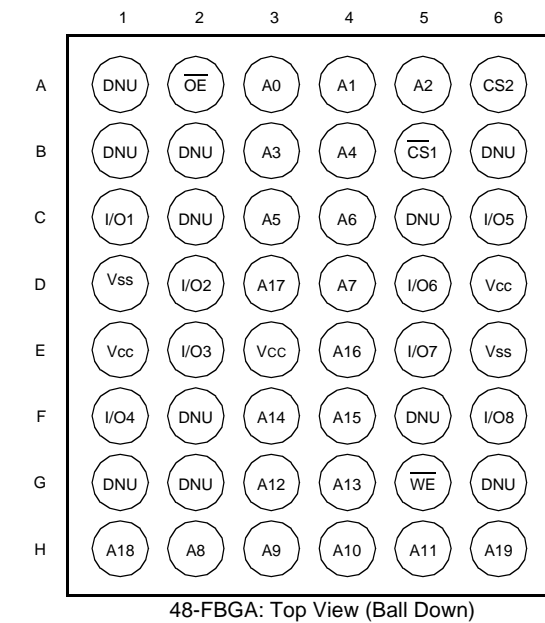 1 2 3 4 5 6
A DNU O̅E̅ A0 A1 A2 CS2
B DNU DNU A3 A4 C̅S̅1 DNU
C I/O1 DNU A5 A6 DNU I/O5
D Vss I/O2 A17 A7 I/O6 Vcc
E Vcc I/O3 VCC A16 I/O7 Vss
F I/O4 DNU A14 A15 DNU I/O8
G DNU DNU A12 A13 W̅E̅ DNU
H A18 A8 A9 A10 A11 A19
48-FBGA: Top View (Ball Down)